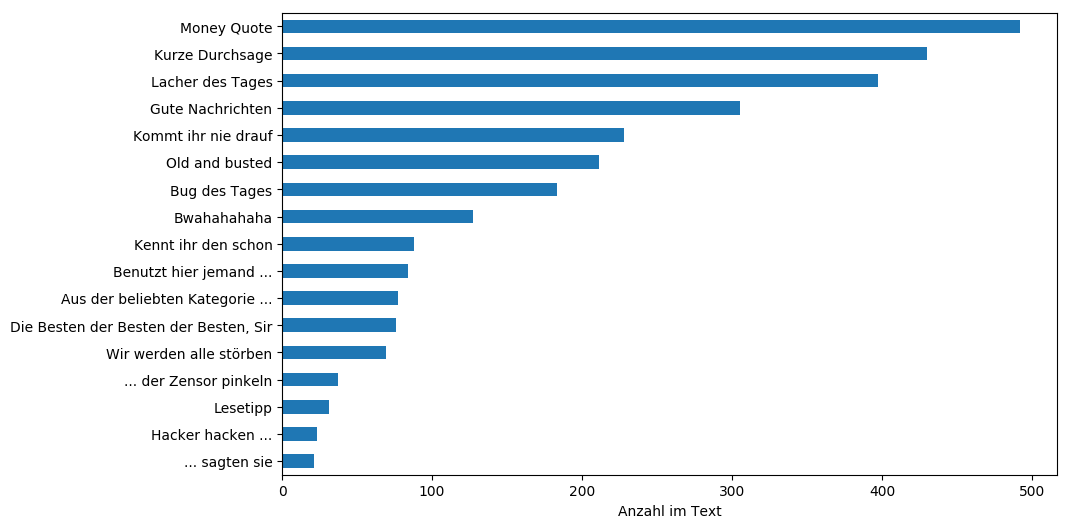 Money Quote
Kurze Durchsage
Lacher des Tages
Gute Nachrichten
Kommt ihr nie drauf
Old and busted
Bug des Tages
Bwahahahaha
Kennt ihr den schon
Benutzt hier jemand ...
Aus der beliebten Kategorie ...
Die Besten der Besten der Besten, Sir
Wir werden alle störben
... der Zensor pinkeln
Lesetipp
Hacker hacken ...
... sagten sie
0 100 200 300 400 500
Anzahl im Text